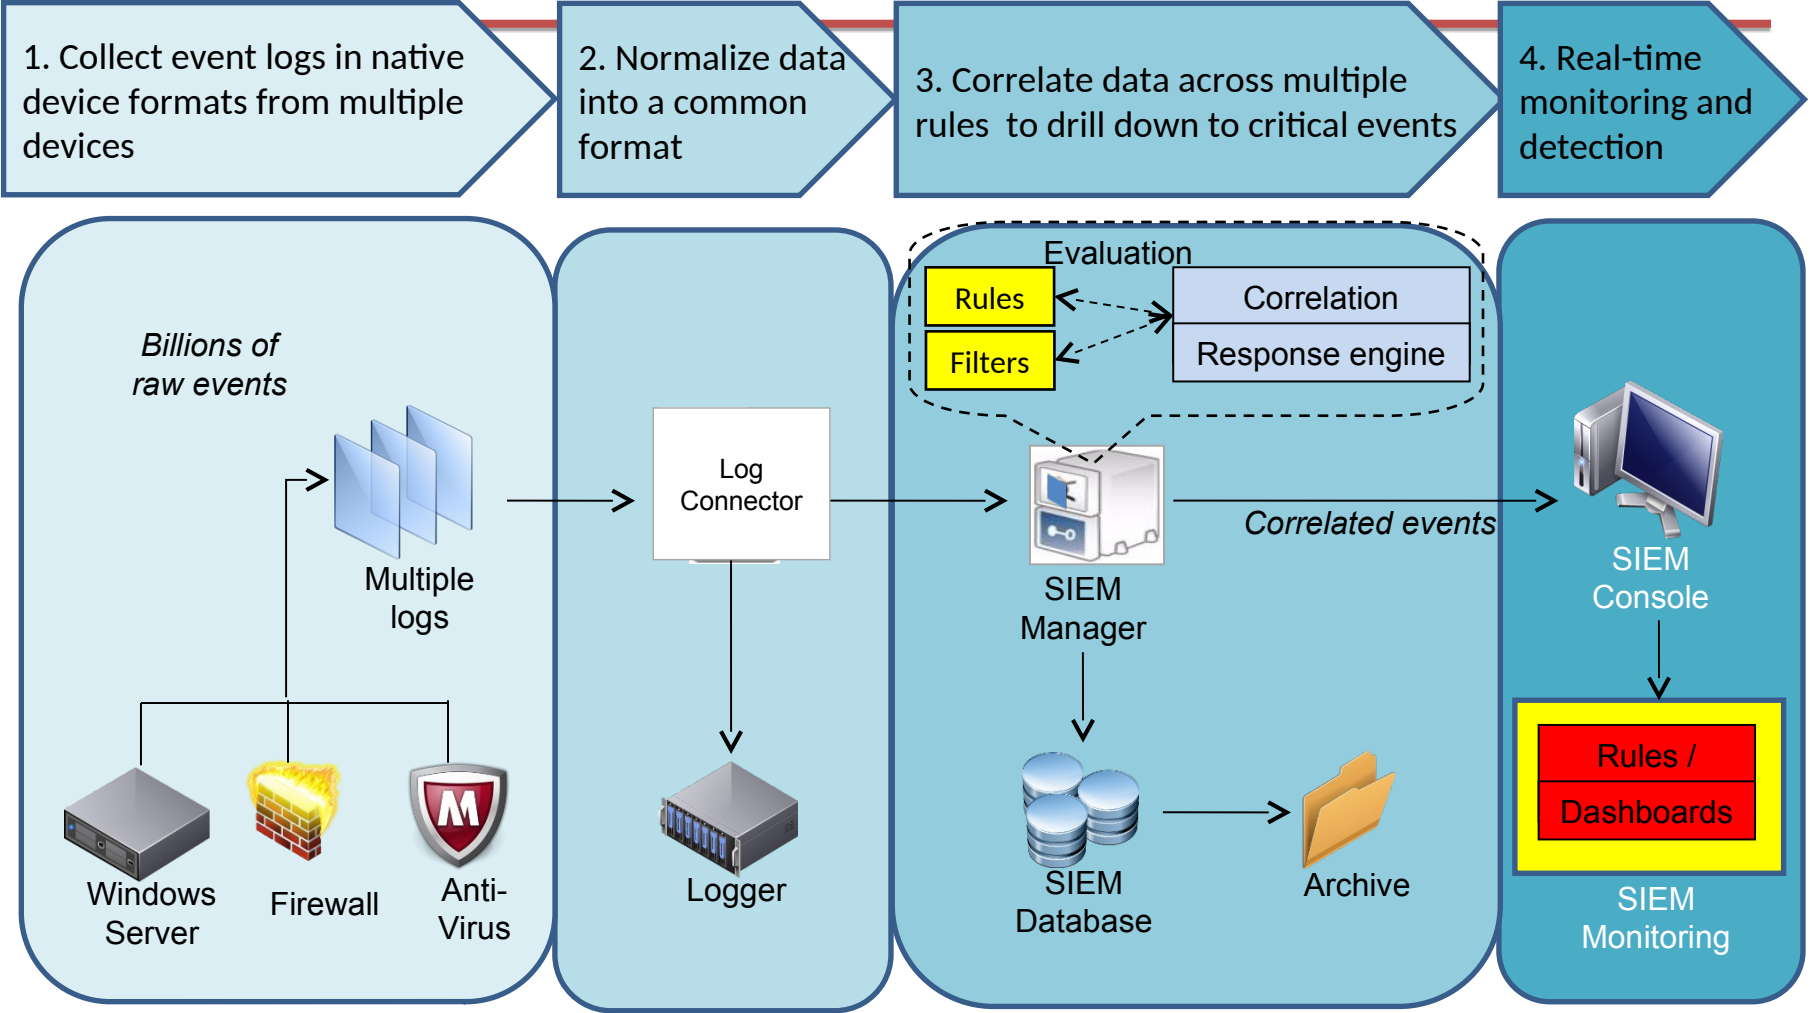 1. Collect event logs in native
device formats from multiple
devices
2. Normalize data
into a common
format
3. Correlate data across multiple
rules  to drill down to critical events
4. Real-time
monitoring and
detection
Billions of
raw events
Multiple
logs
Windows
Server
Firewall
M
Anti-
Virus
Log
Connector
Logger
Evaluation
Rules
Filters
Correlation
Response engine
SIEM
Manager
Correlated events
SIEM
Database
Archive
SIEM
Console
Rules /
Dashboards
SIEM
Monitoring